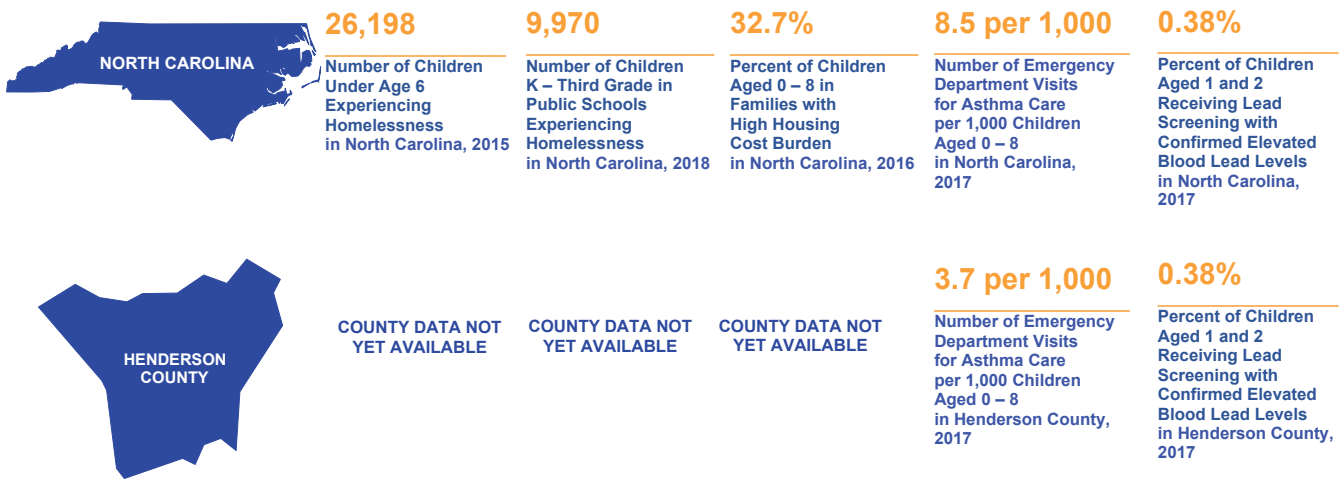 NORTH CAROLINA
26,198
Number of Children
Under Age 6
Experiencing
Homelessness
in North Carolina, 2015
9,970
Number of Children
K – Third Grade in
Public Schools
Experiencing
Homelessness
in North Carolina, 2018
32.7%
Percent of Children
Aged 0 – 8 in
Families with
High Housing
Cost Burden
in North Carolina, 2016
8.5 per 1,000
Number of Emergency
Department Visits
for Asthma Care
per 1,000 Children
Aged 0 – 8
in North Carolina,
2017
0.38%
Percent of Children
Aged 1 and 2
Receiving Lead
Screening with
Confirmed Elevated
Blood Lead Levels
in North Carolina,
2017
HENDERSON
COUNTY
COUNTY DATA NOT
YET AVAILABLE
COUNTY DATA NOT
YET AVAILABLE
COUNTY DATA NOT
YET AVAILABLE
3.7 per 1,000
Number of Emergency
Department Visits
for Asthma Care
per 1,000 Children
Aged 0 – 8
in Henderson County,
2017
0.38%
Percent of Children
Aged 1 and 2
Receiving Lead
Screening with
Confirmed Elevated
Blood Lead Levels
in Henderson County,
2017